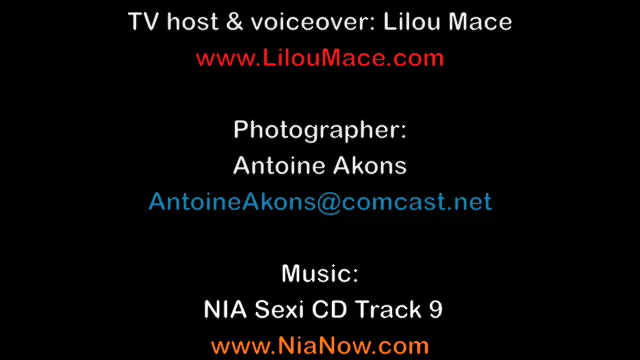 TV host & voiceover: Lilou Mace
www.LilouMace.com
Photographer:
Antoine Akons
AntoineAkons@comcast.net
Music:
NIA Sexi CD Track 9
www.NiaNow.com